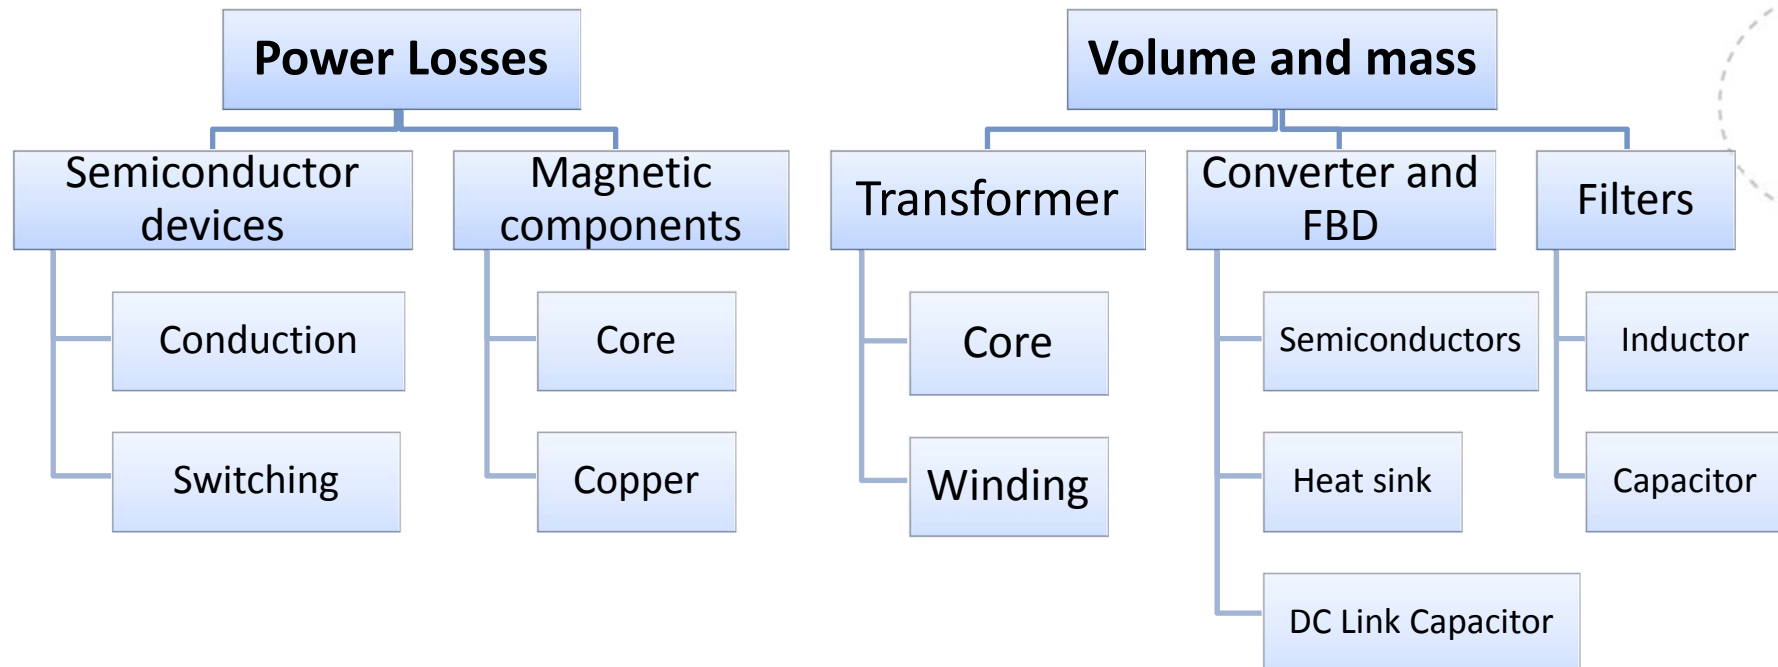 Power Losses
Semiconductor
devices
Conduction
Switching
Magnetic
components
Core
Copper
Volume and mass
Transformer
Core
Winding
Converter and
FBD
Semiconductors
Heat sink
DC Link Capacitor
Filters
Inductor
Capacitor